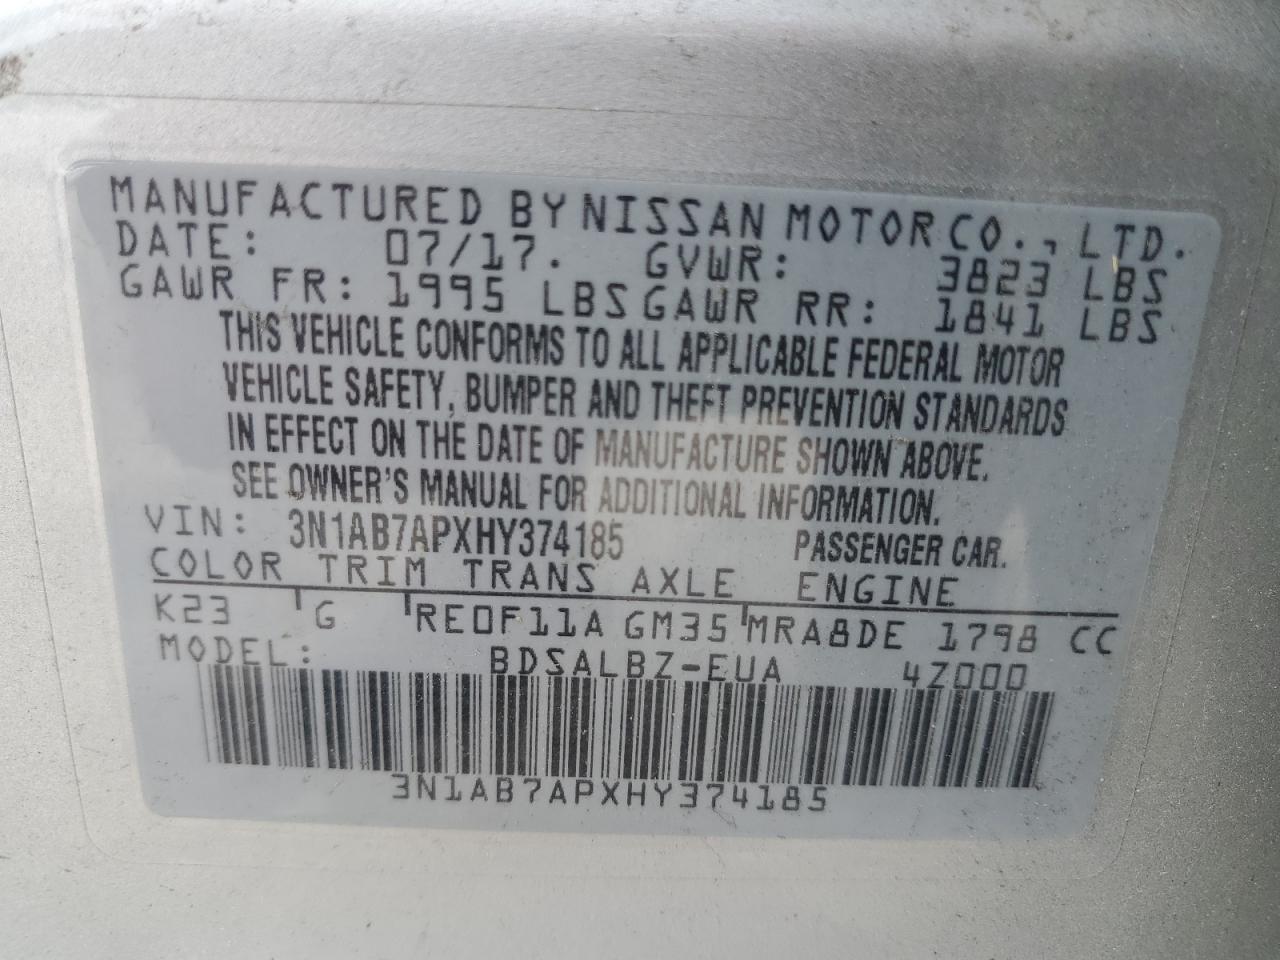 MANUFACTURED BY NISSAN MOTOR CO., LTD.
DATE: 07/17. GVWR: 3823 LBS
GAWR FR: 1995 LBS GAWR RR: 1841 LBS
THIS VEHICLE CONFORMS TO ALL APPLICABLE FEDERAL MOTOR
VEHICLE SAFETY, BUMPER AND THEFT PREVENTION STANDARDS
IN EFFECT ON THE DATE OF MANUFACTURE SHOWN ABOVE.
SEE OWNER'S MANUAL FOR ADDITIONAL INFORMATION.
VIN: 3N1AB7APXHY374185 PASSENGER CAR.
COLOR TRIM TRANS AXLE ENGINE
K23 G RE0F11A GM35 MRA8DE 1798 CC
MODEL: BDSALBZ-EUA 4Z000
3N1AB7APXHY374185